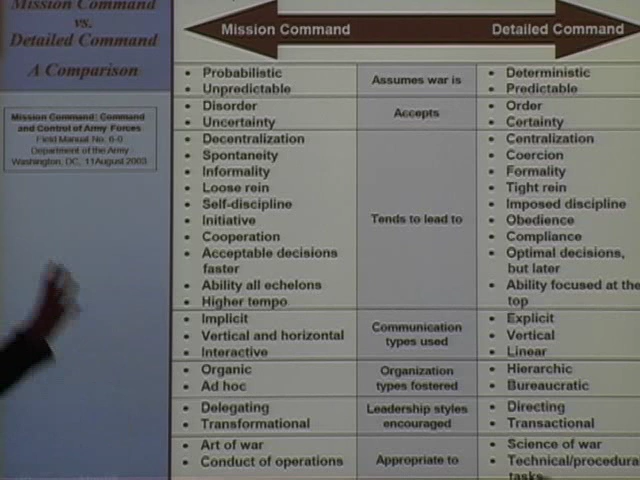 Mission Command
vs.
Detailed Command
A Comparison
Mission Command: Command
and Control of Army Forces
Field Manual No. 6-0
Department of the Army
Washington, DC, 11August 2003
Mission Command
Detailed Command
• Probabilistic
• Unpredictable
Assumes war is
• Deterministic
• Predictable
• Disorder
• Uncertainty
Accepts
• Order
• Certainty
• Decentralization
• Spontaneity
• Informality
• Loose rein
• Self-discipline
• Initiative
• Cooperation
• Acceptable decisions
faster
• Ability all echelons
• Higher tempo
Tends to lead to
• Centralization
• Coercion
• Formality
• Tight rein
• Imposed discipline
• Obedience
• Compliance
• Optimal decisions,
but later
• Ability focused at the
top
• Implicit
• Vertical and horizontal
• Interactive
Communication
types used
• Explicit
• Vertical
• Linear
• Organic
• Ad hoc
Organization
types fostered
• Hierarchic
• Bureaucratic
• Delegating
• Transformational
Leadership styles
encouraged
• Directing
• Transactional
• Art of war
• Conduct of operations
Appropriate to
• Science of war
• Technical/procedura
tasks